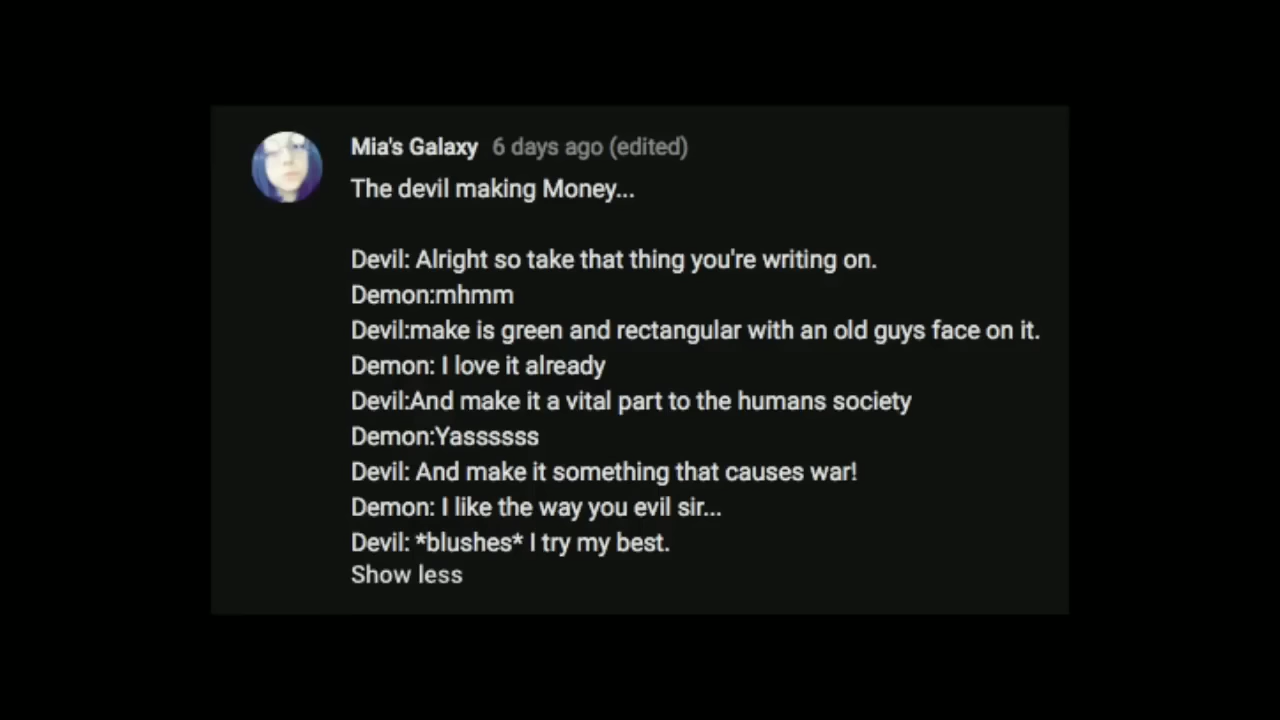 Mia's Galaxy 6 days ago (edited)
The devil making Money...
Devil: Alright so take that thing you're writing on.
Demon:mhmm
Devil:make is green and rectangular with an old guys face on it.
Demon: I love it already
Devil:And make it a vital part to the humans society
Demon:Yassssss
Devil: And make it something that causes war!
Demon: I like the way you evil sir...
Devil: *blushes* I try my best.
Show less